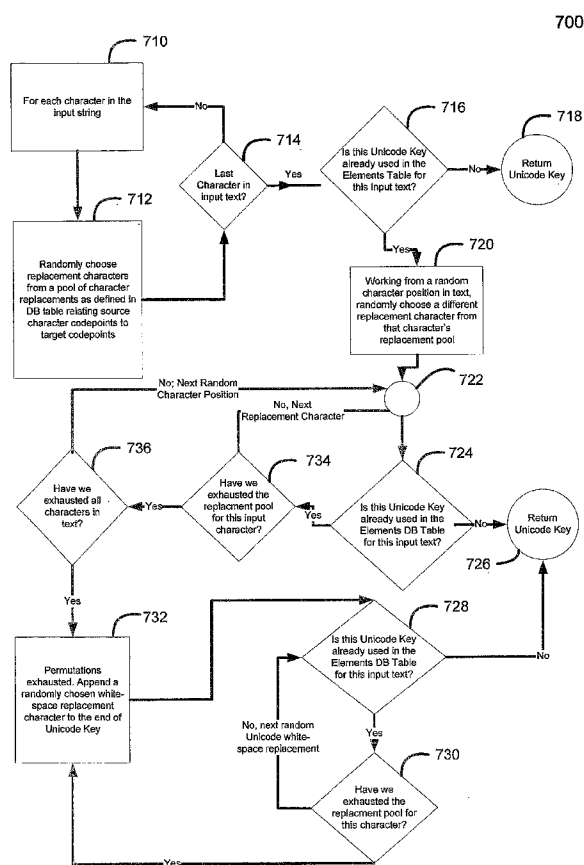 700
710
For each character in the
input string
No
714
Last
Character in
input text?
Yes
716
Is this Unicode Key
already used in the
Elements Table for
this input text?
No
718
Return
Unicode Key
712
Randomly choose
replacement characters
from a pool of character
replacements as defined in
DB table relating source
character codepoints to
target codepoints
Yes
720
Working from a random
character position in text,
randomly choose a different
replacement character from
that character's
replacement pool
No; Next Random
Character Position
722
No, Next
Replacement Character
736
Have we
exhausted all
characters in
text?
Yes
734
Have we
exhausted the
replacment pool
for this input
character?
Yes
724
Is this Unicode Key
already used in the
Elements DB Table
for this input text?
No
Return
Unicode Key
726
Yes
732
Permutations
exhausted. Append a
randomly chosen white-
space replacement
character to the end of
Unicode Key
728
Is this Unicode Key
already used in the
Elements DB Table
for this input text?
No
No, next random
Unicode white-
space replacement
Yes
730
Have we
exhausted the
replacment pool for
this character?
Yes